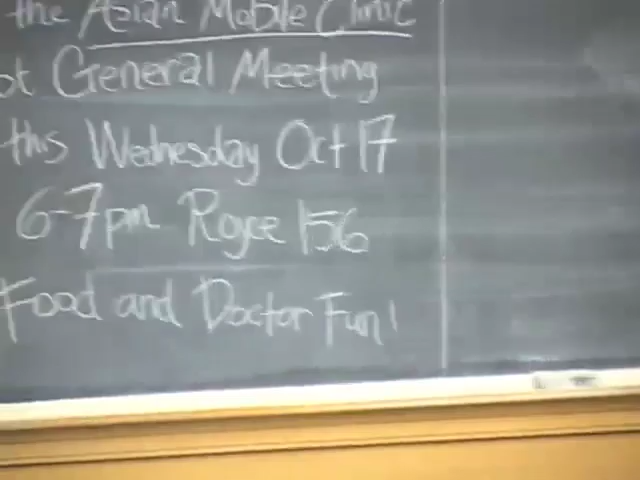 the Asian Mobile Clinic
General Meeting
this Wednesday Oct 17
6-7pm Royce 156
Food and Doctor Fun!